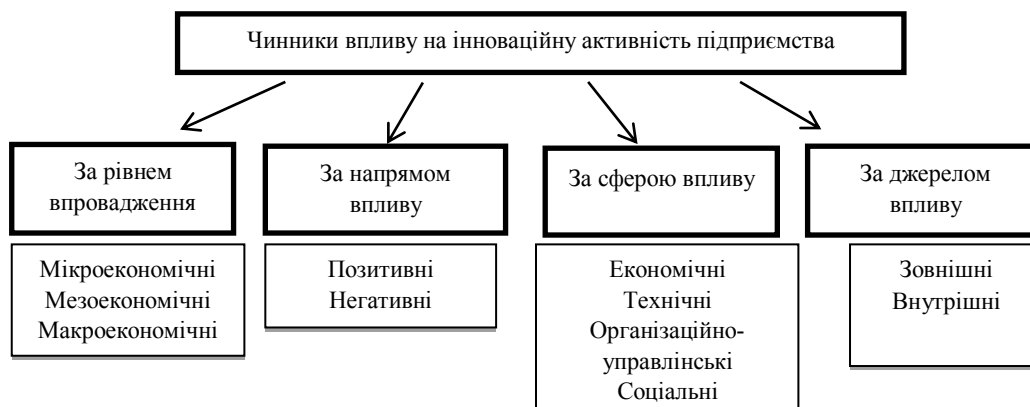 Чинники впливу на інноваційну активність підприємства
За рівнем
впровадження
Мікроекономічні
Мезоекономічні
Макроекономічні
За напрямом
впливу
Позитивні
Негативні
За сферою впливу
Економічні
Технічні
Організаційно-
управлінські
Соціальні
За джерелом
впливу
Зовнішні
Внутрішні